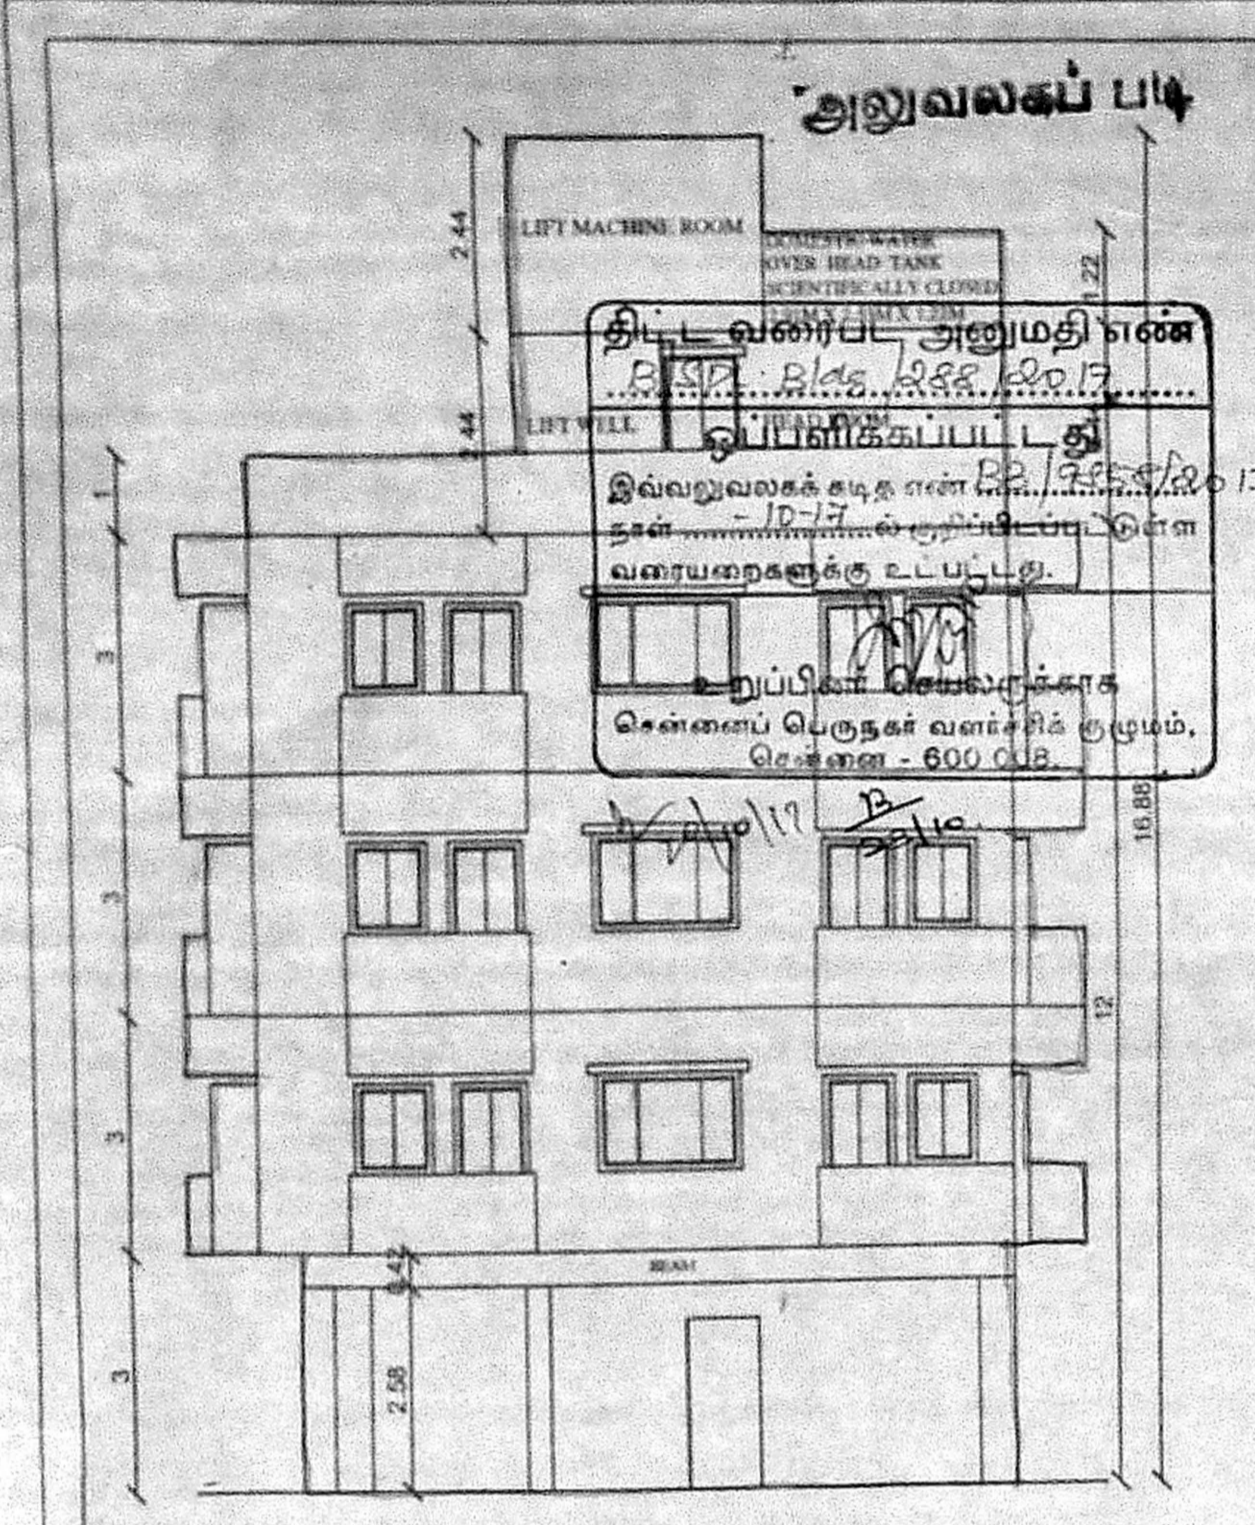 அலுவலகப் படி
2.44
LIFT MACHINE ROOM
DOMESTIC WATER
OVER HEAD TANK
SCIENTIFICALLY CLOSED
1.22
திட்ட வரைபட அனுமதி எண்
Bldg /288 /2017
2.44
LIFT WELL
HEAD ROOM
ஒப்பளிக்கப்பட்டது
1
இவ்வலுவலகக் கடித எண்
நாள் -10-17 ல் குறிப்பிடப்பட்டுள்ள
வரையறைகளுக்கு உட்பட்டது.
3
உறுப்பினர் செயலருக்காக
சென்னைப் பெருநகர் வளர்ச்சிக் குழுமம்,
சென்னை - 600 008.
16.88
3
12
3
0.42
BEAM
3
2.58